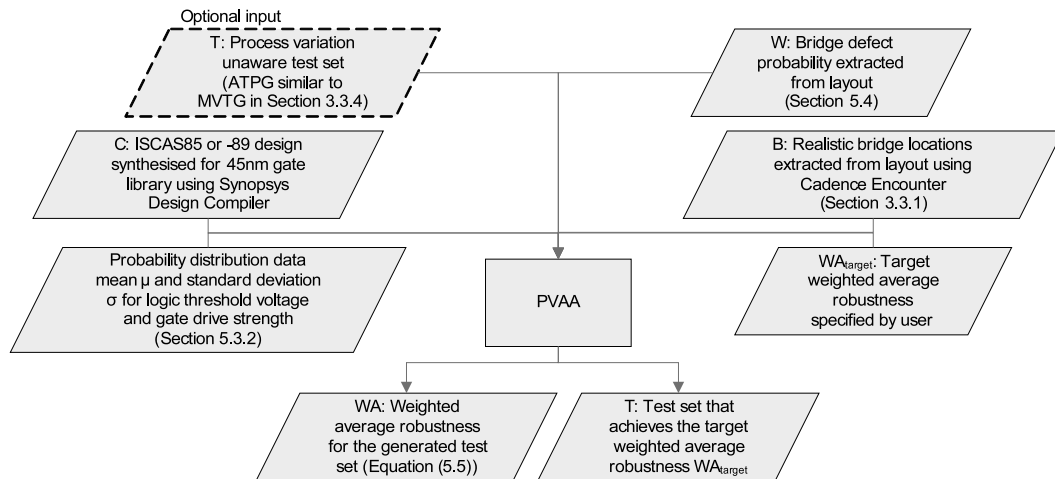 Optional input
T: Process variation
unaware test set
(ATPG similar to
MVTG in Section 3.3.4)
W: Bridge defect
probability extracted
from layout
(Section 5.4)
C: ISCAS85 or -89 design
synthesised for 45nm gate
library using Synopsys
Design Compiler
B: Realistic bridge locations
extracted from layout using
Cadence Encounter
(Section 3.3.1)
Probability distribution data
mean μ and standard deviation
σ for logic threshold voltage
and gate drive strength
(Section 5.3.2)
PVAA
WAtarget: Target
weighted average
robustness
specified by user
WA: Weighted
average robustness
for the generated test
set (Equation (5.5))
T: Test set that
achieves the target
weighted average
robustness WAtarget